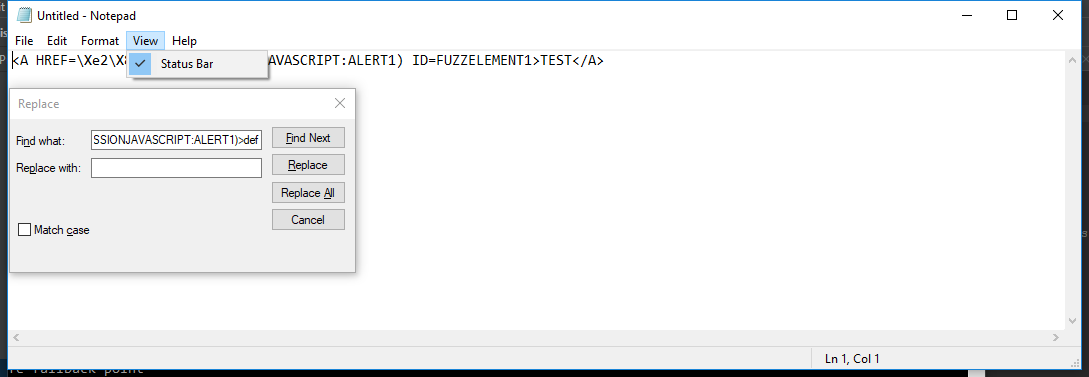 Untitled - Notepad
File Edit Format View Help
<A HREF=\Xe2\X AVASCRIPT:ALERT1) ID=FUZZELEMENT1>TEST</A>
Status Bar
Replace
Find what: SSIONJAVASCRIPT:ALERT1)>def Find Next
Replace with: Replace
Replace All
Cancel
Match case
Ln 1, Col 1
fallback point